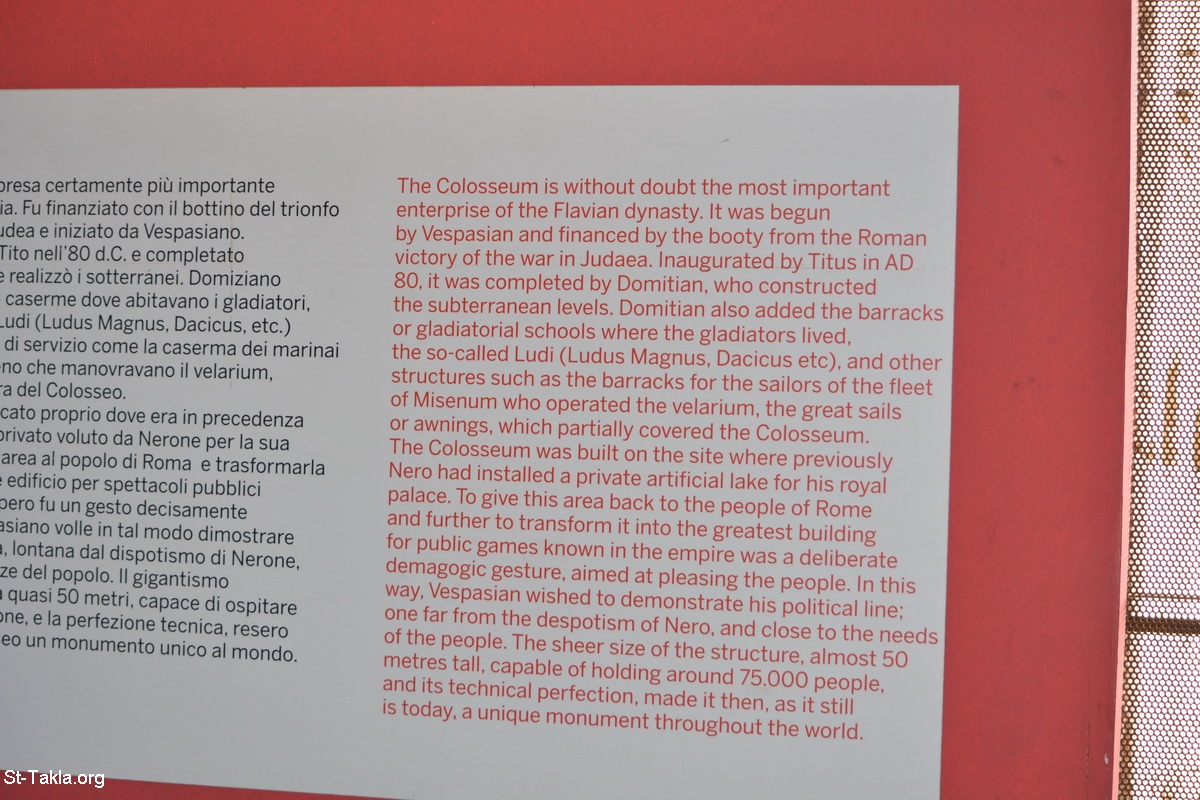 presa certamente più importante
ia. Fu finanziato con il bottino del trionfo
udea e iniziato da Vespasiano.
Tito nell'80 d.C. e completato
e realizzò i sotterranei. Domiziano
caserme dove abitavano i gladiatori,
Ludi (Ludus Magnus, Dacicus, etc.)
di servizio come la caserma dei marinai
no che manovravano il velarium,
ra del Colosseo.
cato proprio dove era in precedenza
privato voluto da Nerone per la sua
area al popolo di Roma e trasformarla
e edificio per spettacoli pubblici
pero fu un gesto decisamente
asiano volle in tal modo dimostrare
a, lontana dal dispotismo di Nerone,
ze del popolo. Il gigantismo
a quasi 50 metri, capace di ospitare
one, e la perfezione tecnica, resero
eo un monumento unico al mondo.
The Colosseum is without doubt the most important
enterprise of the Flavian dynasty. It was begun
by Vespasian and financed by the booty from the Roman
victory of the war in Judaea. Inaugurated by Titus in AD
80, it was completed by Domitian, who constructed
the subterranean levels. Domitian also added the barracks
or gladiatorial schools where the gladiators lived,
the so-called Ludi (Ludus Magnus, Dacicus etc), and other
structures such as the barracks for the sailors of the fleet
of Misenum who operated the velarium, the great sails
or awnings, which partially covered the Colosseum.
The Colosseum was built on the site where previously
Nero had installed a private artificial lake for his royal
palace. To give this area back to the people of Rome
and further to transform it into the greatest building
for public games known in the empire was a deliberate
demagogic gesture, aimed at pleasing the people. In this
way, Vespasian wished to demonstrate his political line;
one far from the despotism of Nero, and close to the needs
of the people. The sheer size of the structure, almost 50
metres tall, capable of holding around 75.000 people,
and its technical perfection, made it then, as it still
is today, a unique monument throughout the world.
St-Takla.org